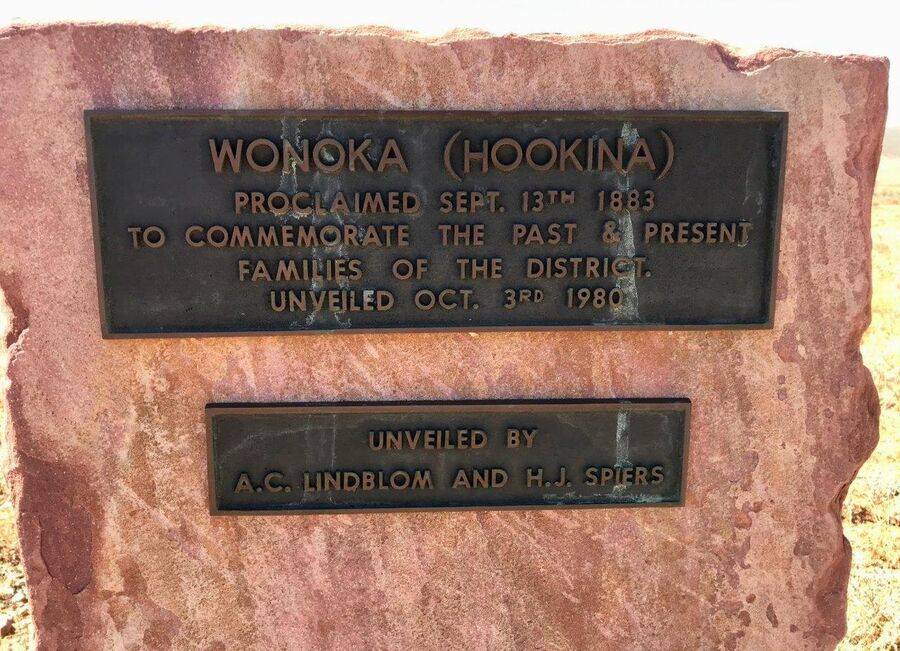 WONOKA (HOOKINA)
PROCLAIMED SEPT. 13TH 1883
TO COMMEMORATE THE PAST & PRESENT
FAMILIES OF THE DISTRICT.
UNVEILED OCT. 3RD 1980
UNVEILED BY
A.C. LINDBLOM AND H.J. SPIERS